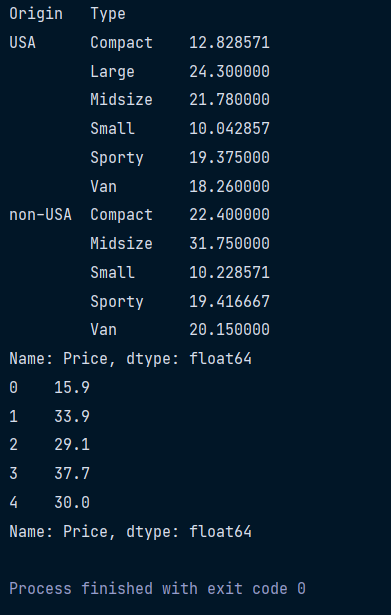 Origin   Type
USA      Compact    12.828571
         Large      24.300000
         Midsize    21.780000
         Small      10.042857
         Sporty     19.375000
         Van        18.260000
non-USA  Compact    22.400000
         Midsize    31.750000
         Small      10.228571
         Sporty     19.416667
         Van        20.150000
Name: Price, dtype: float64
0    15.9
1    33.9
2    29.1
3    37.7
4    30.0
Name: Price, dtype: float64
Process finished with exit code 0